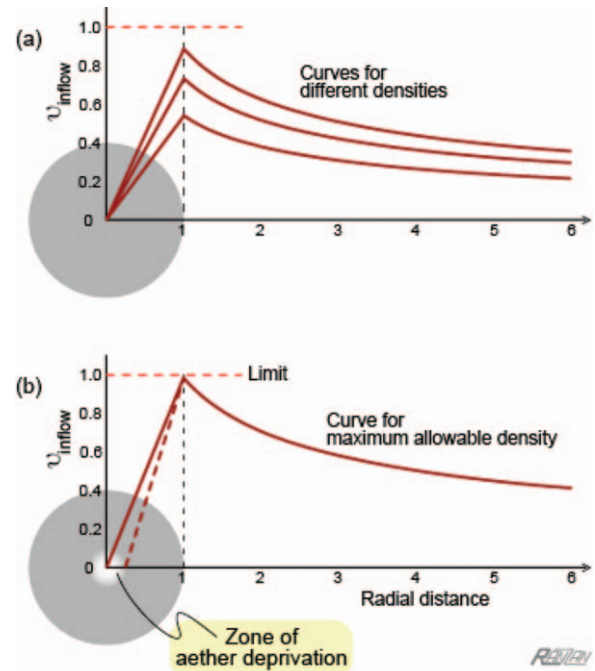 (a)
1.0
0.8
0.6
0.4
0.2
0
υinflow
Curves for
different densities
1 2 3 4 5 6
(b)
1.0
Limit
0.8
0.6
0.4
0.2
0
υinflow
Curve for
maximum allowable density
1 2 3 4 5 6
Radial distance
Zone of
aether deprivation